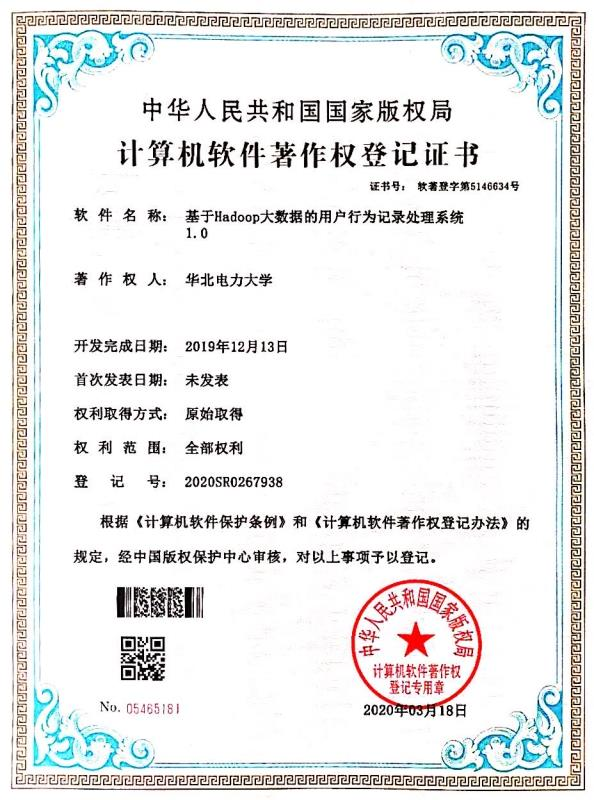 中华人民共和国国家版权局
计算机软件著作权登记证书
证书号： 软著登字第5146634号
软件名称： 基于Hadoop大数据的用户行为记录处理系统
1.0
著作权人： 华北电力大学
开发完成日期： 2019年12月13日
首次发表日期： 未发表
权利取得方式： 原始取得
权利范围： 全部权利
登记号： 2020SR0267938
根据《计算机软件保护条例》和《计算机软件著作权登记办法》的
规定，经中国版权保护中心审核，对以上事项予以登记。
中华人民共和国国家版权局
计算机软件著作权
登记专用章
No. 05465181
2020年03月18日